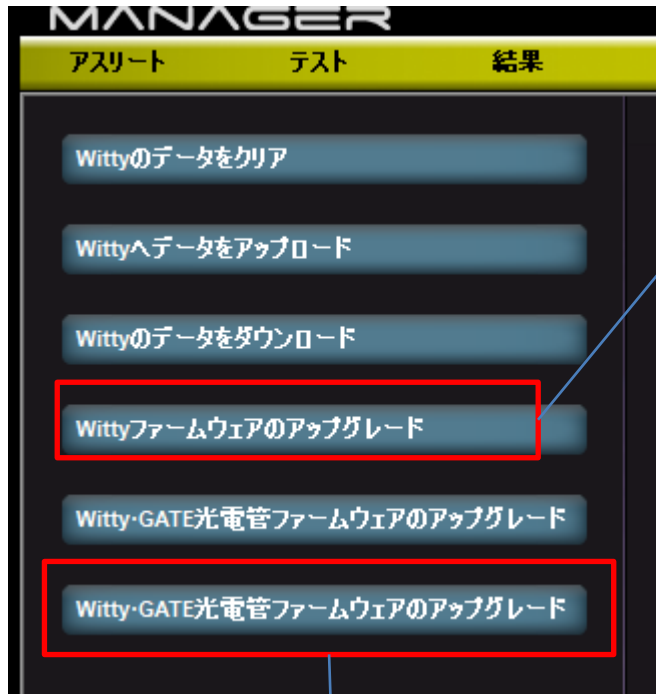 MANAGER
アスリート テスト 結果
Wittyのデータをクリア
Wittyへデータをアップロード
Wittyのデータをダウンロード
Wittyファームウェアのアップグレード
Witty·GATE光電管ファームウェアのアップグレード
Witty·GATE光電管ファームウェアのアップグレード